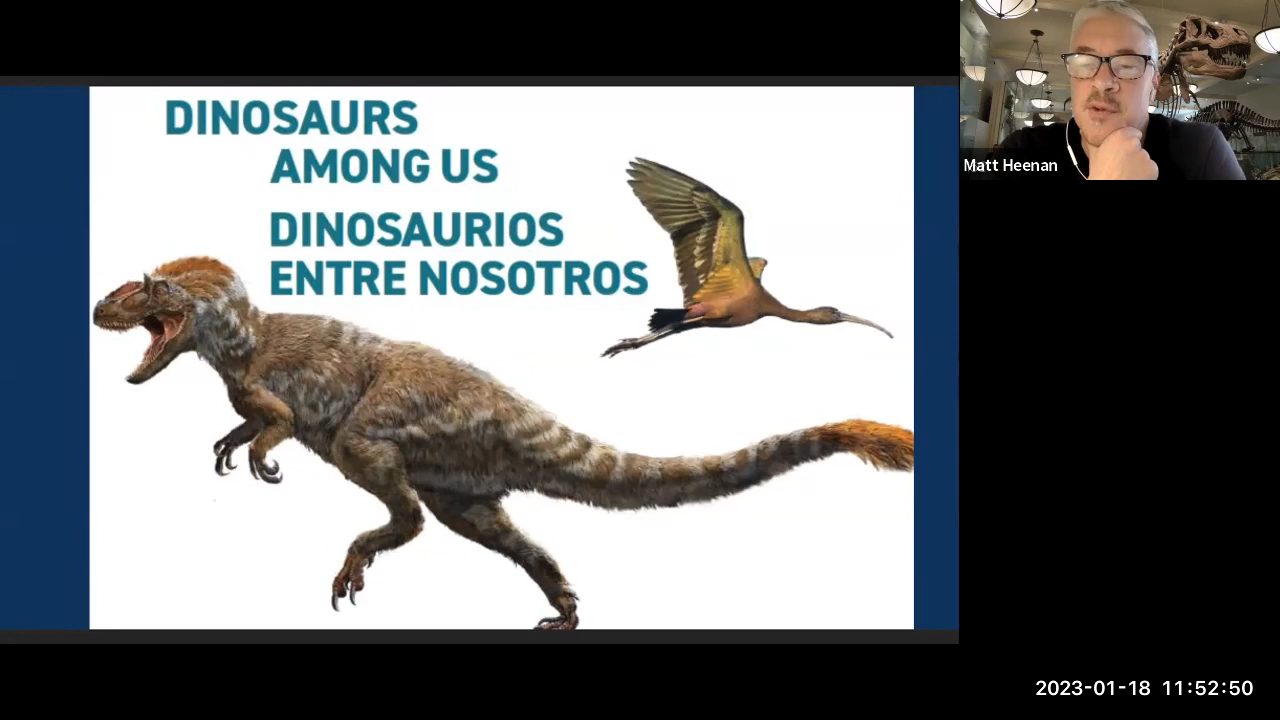 DINOSAURS
AMONG US
DINOSAURIOS
ENTRE NOSOTROS
Matt Heenan
2023-01-18 11:52:50